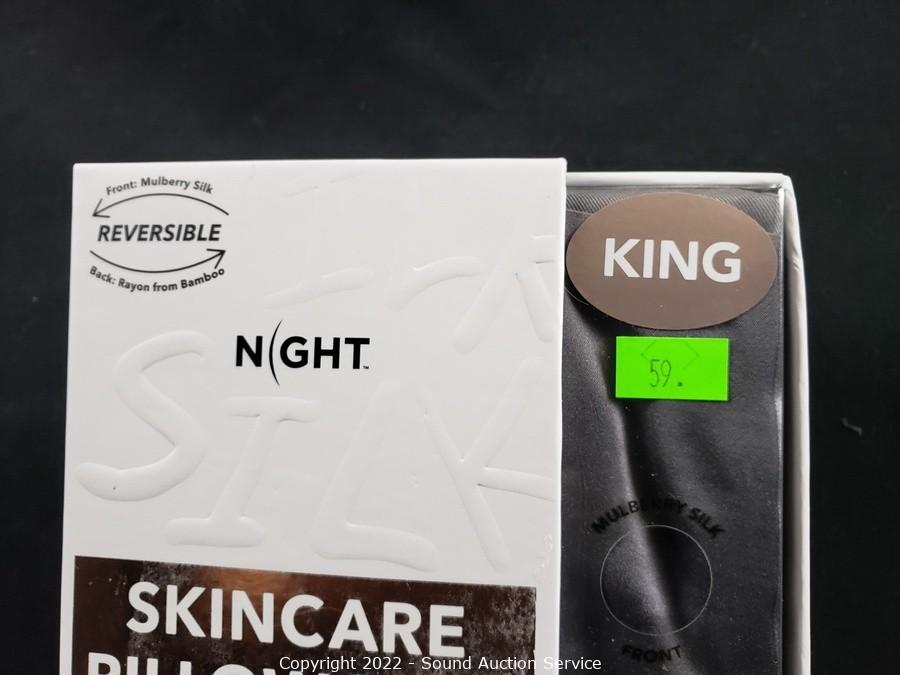 Front: Mulberry Silk
REVERSIBLE
Back: Rayon from Bamboo
NIGHT™
SILK
SKINCARE
KING
59.
MULBERRY SILK
FRONT
Copyright 2022 - Sound Auction Service